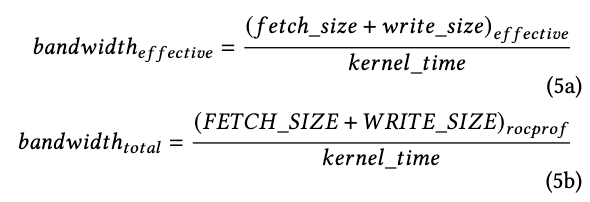 bandwidth_effective = (fetch_size + write_size)_effective / kernel_time
(5a)
bandwidth_total = (FETCH_SIZE + WRITE_SIZE)_rocprof / kernel_time
(5b)